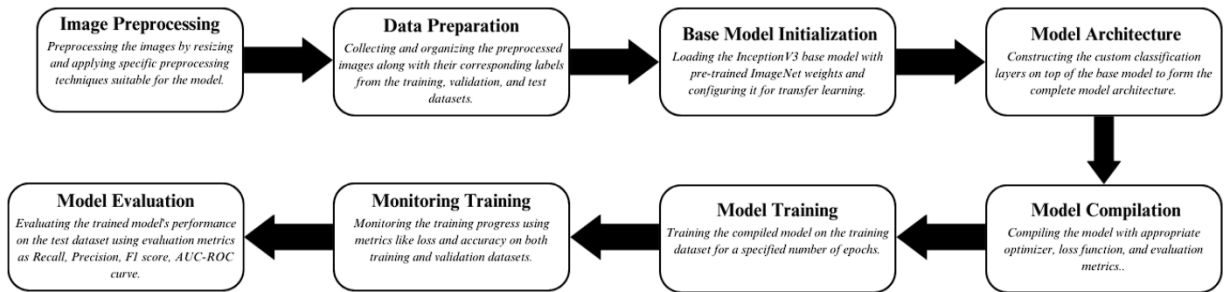 Image Preprocessing
Preprocessing the images by resizing
and applying specific preprocessing
techniques suitable for the model.
Data Preparation
Collecting and organizing the preprocessed
images along with their corresponding labels
from the training, validation, and test
datasets.
Base Model Initialization
Loading the InceptionV3 base model with
pre-trained ImageNet weights and
configuring it for transfer learning.
Model Architecture
Constructing the custom classification
layers on top of the base model to form the
complete model architecture.
Model Compilation
Compiling the model with appropriate
optimizer, loss function, and evaluation
metrics..
Model Training
Training the compiled model on the training
dataset for a specified number of epochs.
Monitoring Training
Monitoring the training progress using
metrics like loss and accuracy on both
training and validation datasets.
Model Evaluation
Evaluating the trained model's performance
on the test dataset using evaluation metrics
as Recall, Precision, F1 score, AUC-ROC
curve.